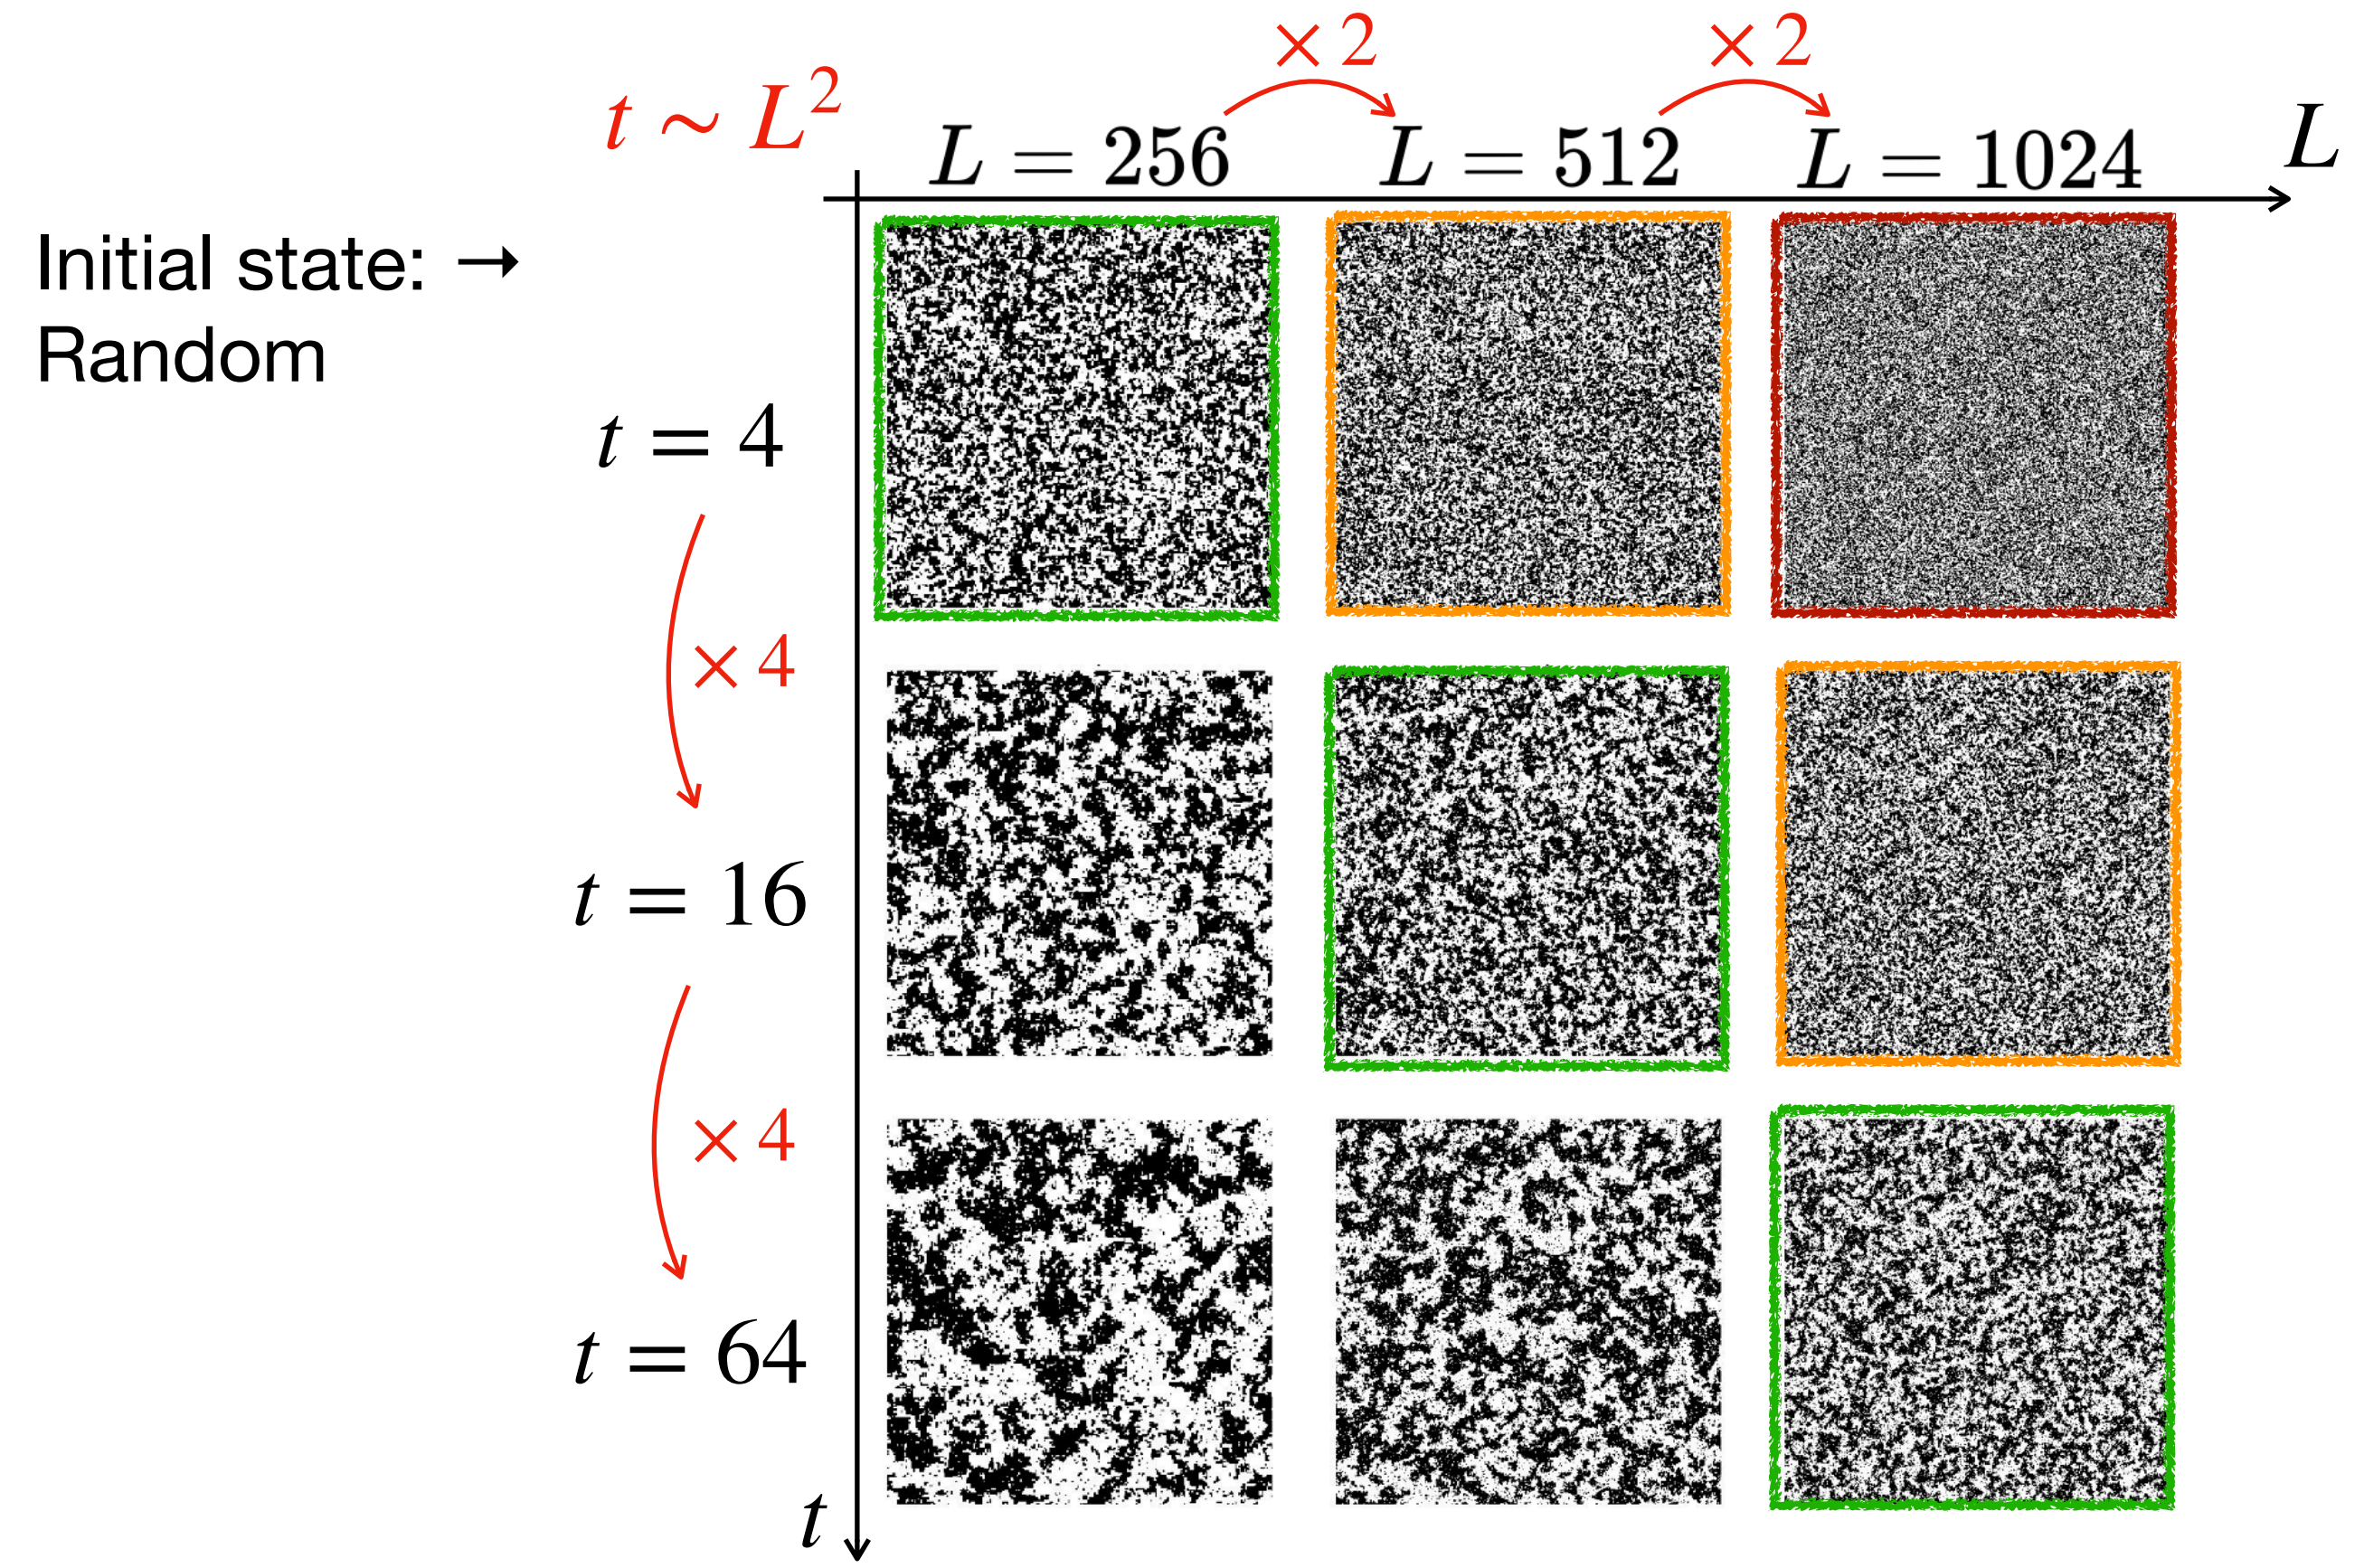 × 2 × 2
t ~ L²
L = 256 L = 512 L = 1024 L
Initial state: →
Random
t = 4
× 4
t = 16
× 4
t = 64
t